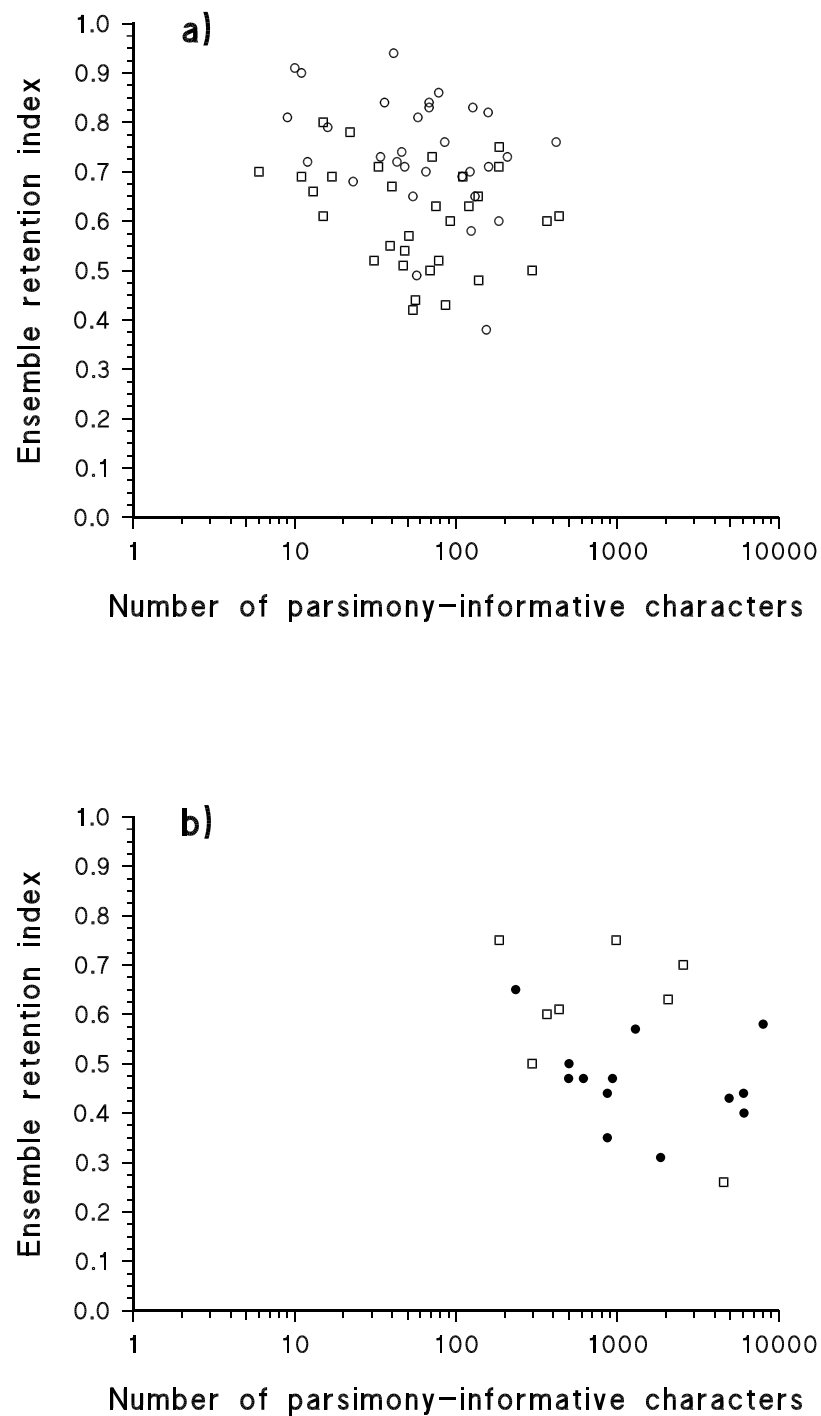 a)
Ensemble retention index
1.0
0.9
0.8
0.7
0.6
0.5
0.4
0.3
0.2
0.1
0.0
1 10 100 1000 10000
Number of parsimony-informative characters
b)
Ensemble retention index
1.0
0.9
0.8
0.7
0.6
0.5
0.4
0.3
0.2
0.1
0.0
1 10 100 1000 10000
Number of parsimony-informative characters